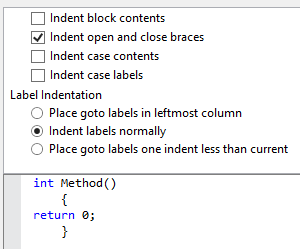 Indent block contents
Indent open and close braces
Indent case contents
Indent case labels
Label Indentation
Place goto labels in leftmost column
Indent labels normally
Place goto labels one indent less than current
int Method()
{
return 0;
}